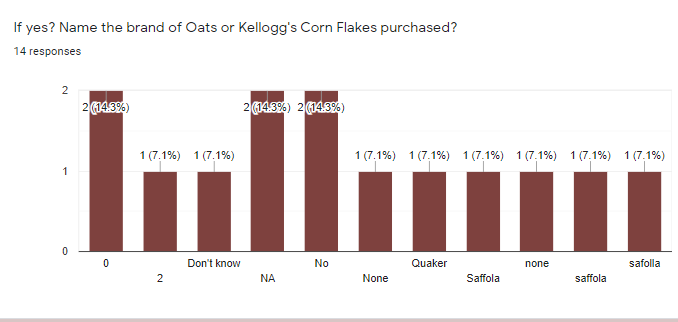 If yes? Name the brand of Oats or Kellogg's Corn Flakes purchased?
14 responses
2
1
0
2 (14.3%)
1 (7.1%)
1 (7.1%)
2 (14.3%)
2 (14.3%)
1 (7.1%)
1 (7.1%)
1 (7.1%)
1 (7.1%)
1 (7.1%)
1 (7.1%)
0
2
Don't know
NA
No
None
Quaker
Saffola
none
saffola
safolla